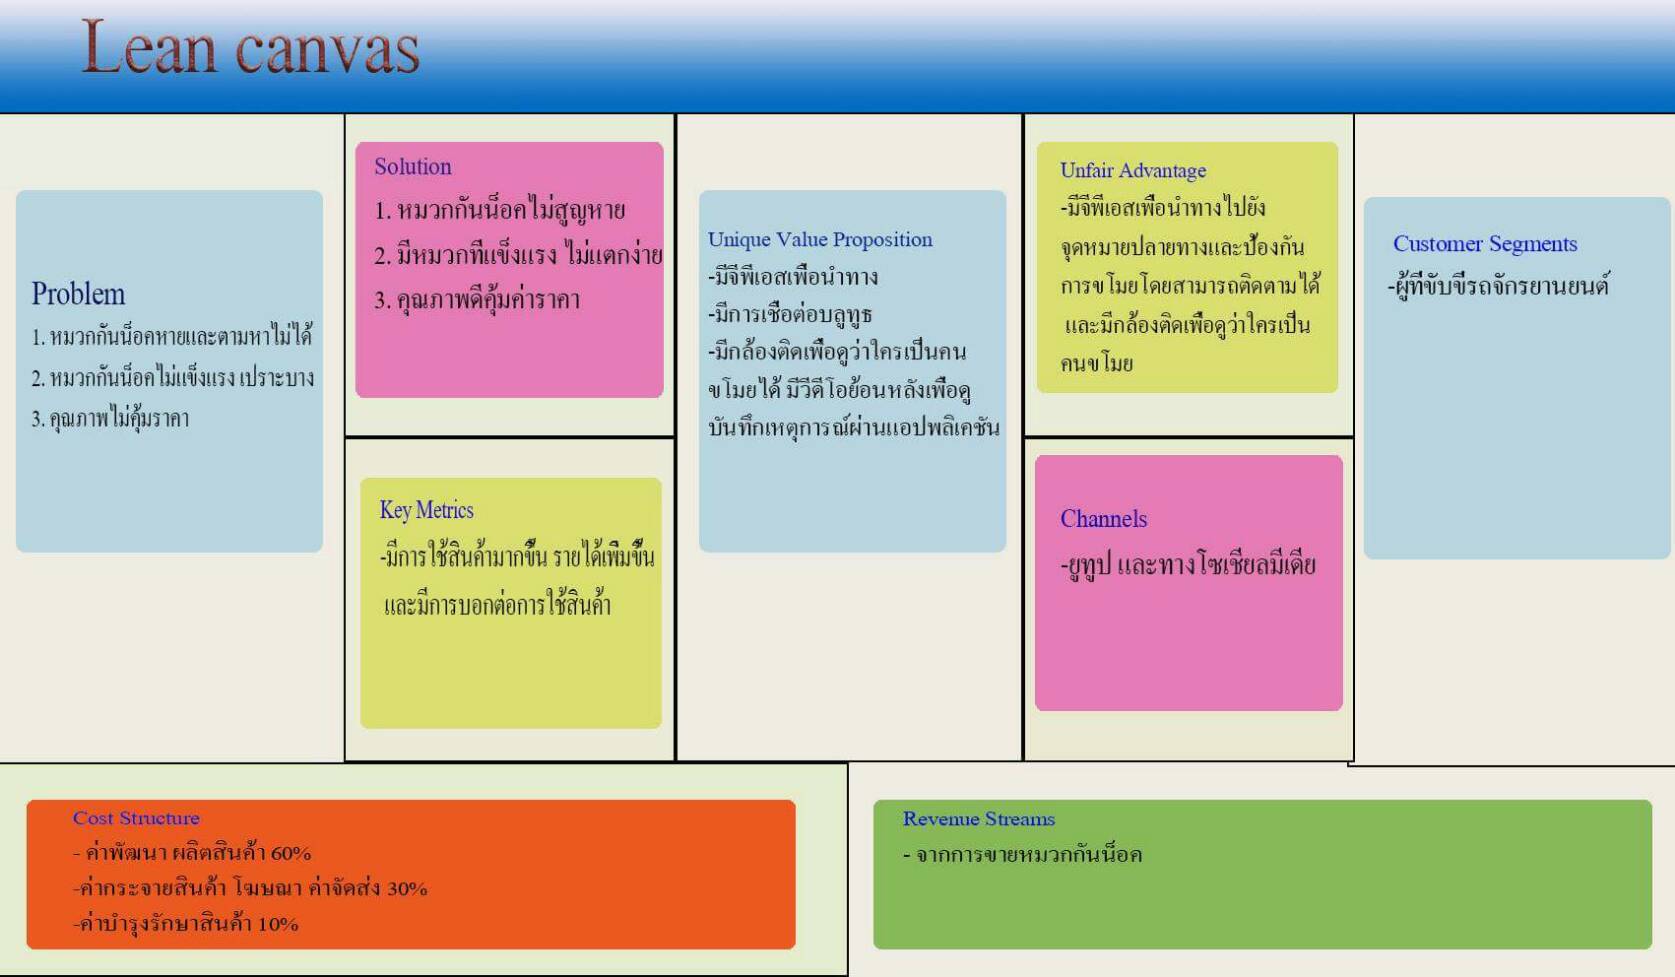 Lean canvas
Problem
1. หมวกกันน็อคหายและตามหาไม่ได้
2. หมวกกันน็อคไม่แข็งแรง เปราะบาง
3. คุณภาพไม่คุ้มราคา
Solution
1. หมวกกันน็อคไม่สูญหาย
2. มีหมวกที่แข็งแรง ไม่แตกง่าย
3. คุณภาพดีคุ้มค่าราคา
Key Metrics
-มีการใช้สินค้ามากขึ้น รายได้เพิ่มขึ้น
และมีการบอกต่อการใช้สินค้า
Unique Value Proposition
-มีจีพีเอสเพื่อนำทาง
-มีการเชื่อต่อบลูทูธ
-มีกล้องติดเพื่อดูว่าใครเป็นคน
ขโมยได้ มีวีดีโอย้อนหลังเพื่อดู
บันทึกเหตุการณ์ผ่านแอปพลิเคชัน
Unfair Advantage
-มีจีพีเอสเพื่อนำทางไปยัง
จุดหมายปลายทางและป้องกัน
การขโมยโดยสามารถติดตามได้
และมีกล้องติดเพื่อดูว่าใครเป็น
คนขโมย
Channels
-ยูทูป และทางโซเชียลมีเดีย
Customer Segments
-ผู้ที่ขับขี่รถจักรยานยนต์
Cost Structure
- ค่าพัฒนา ผลิตสินค้า 60%
-ค่ากระจายสินค้า โฆษณา ค่าจัดส่ง 30%
-ค่าบำรุงรักษาสินค้า 10%
Revenue Streams
- จากการขายหมวกกันน็อค